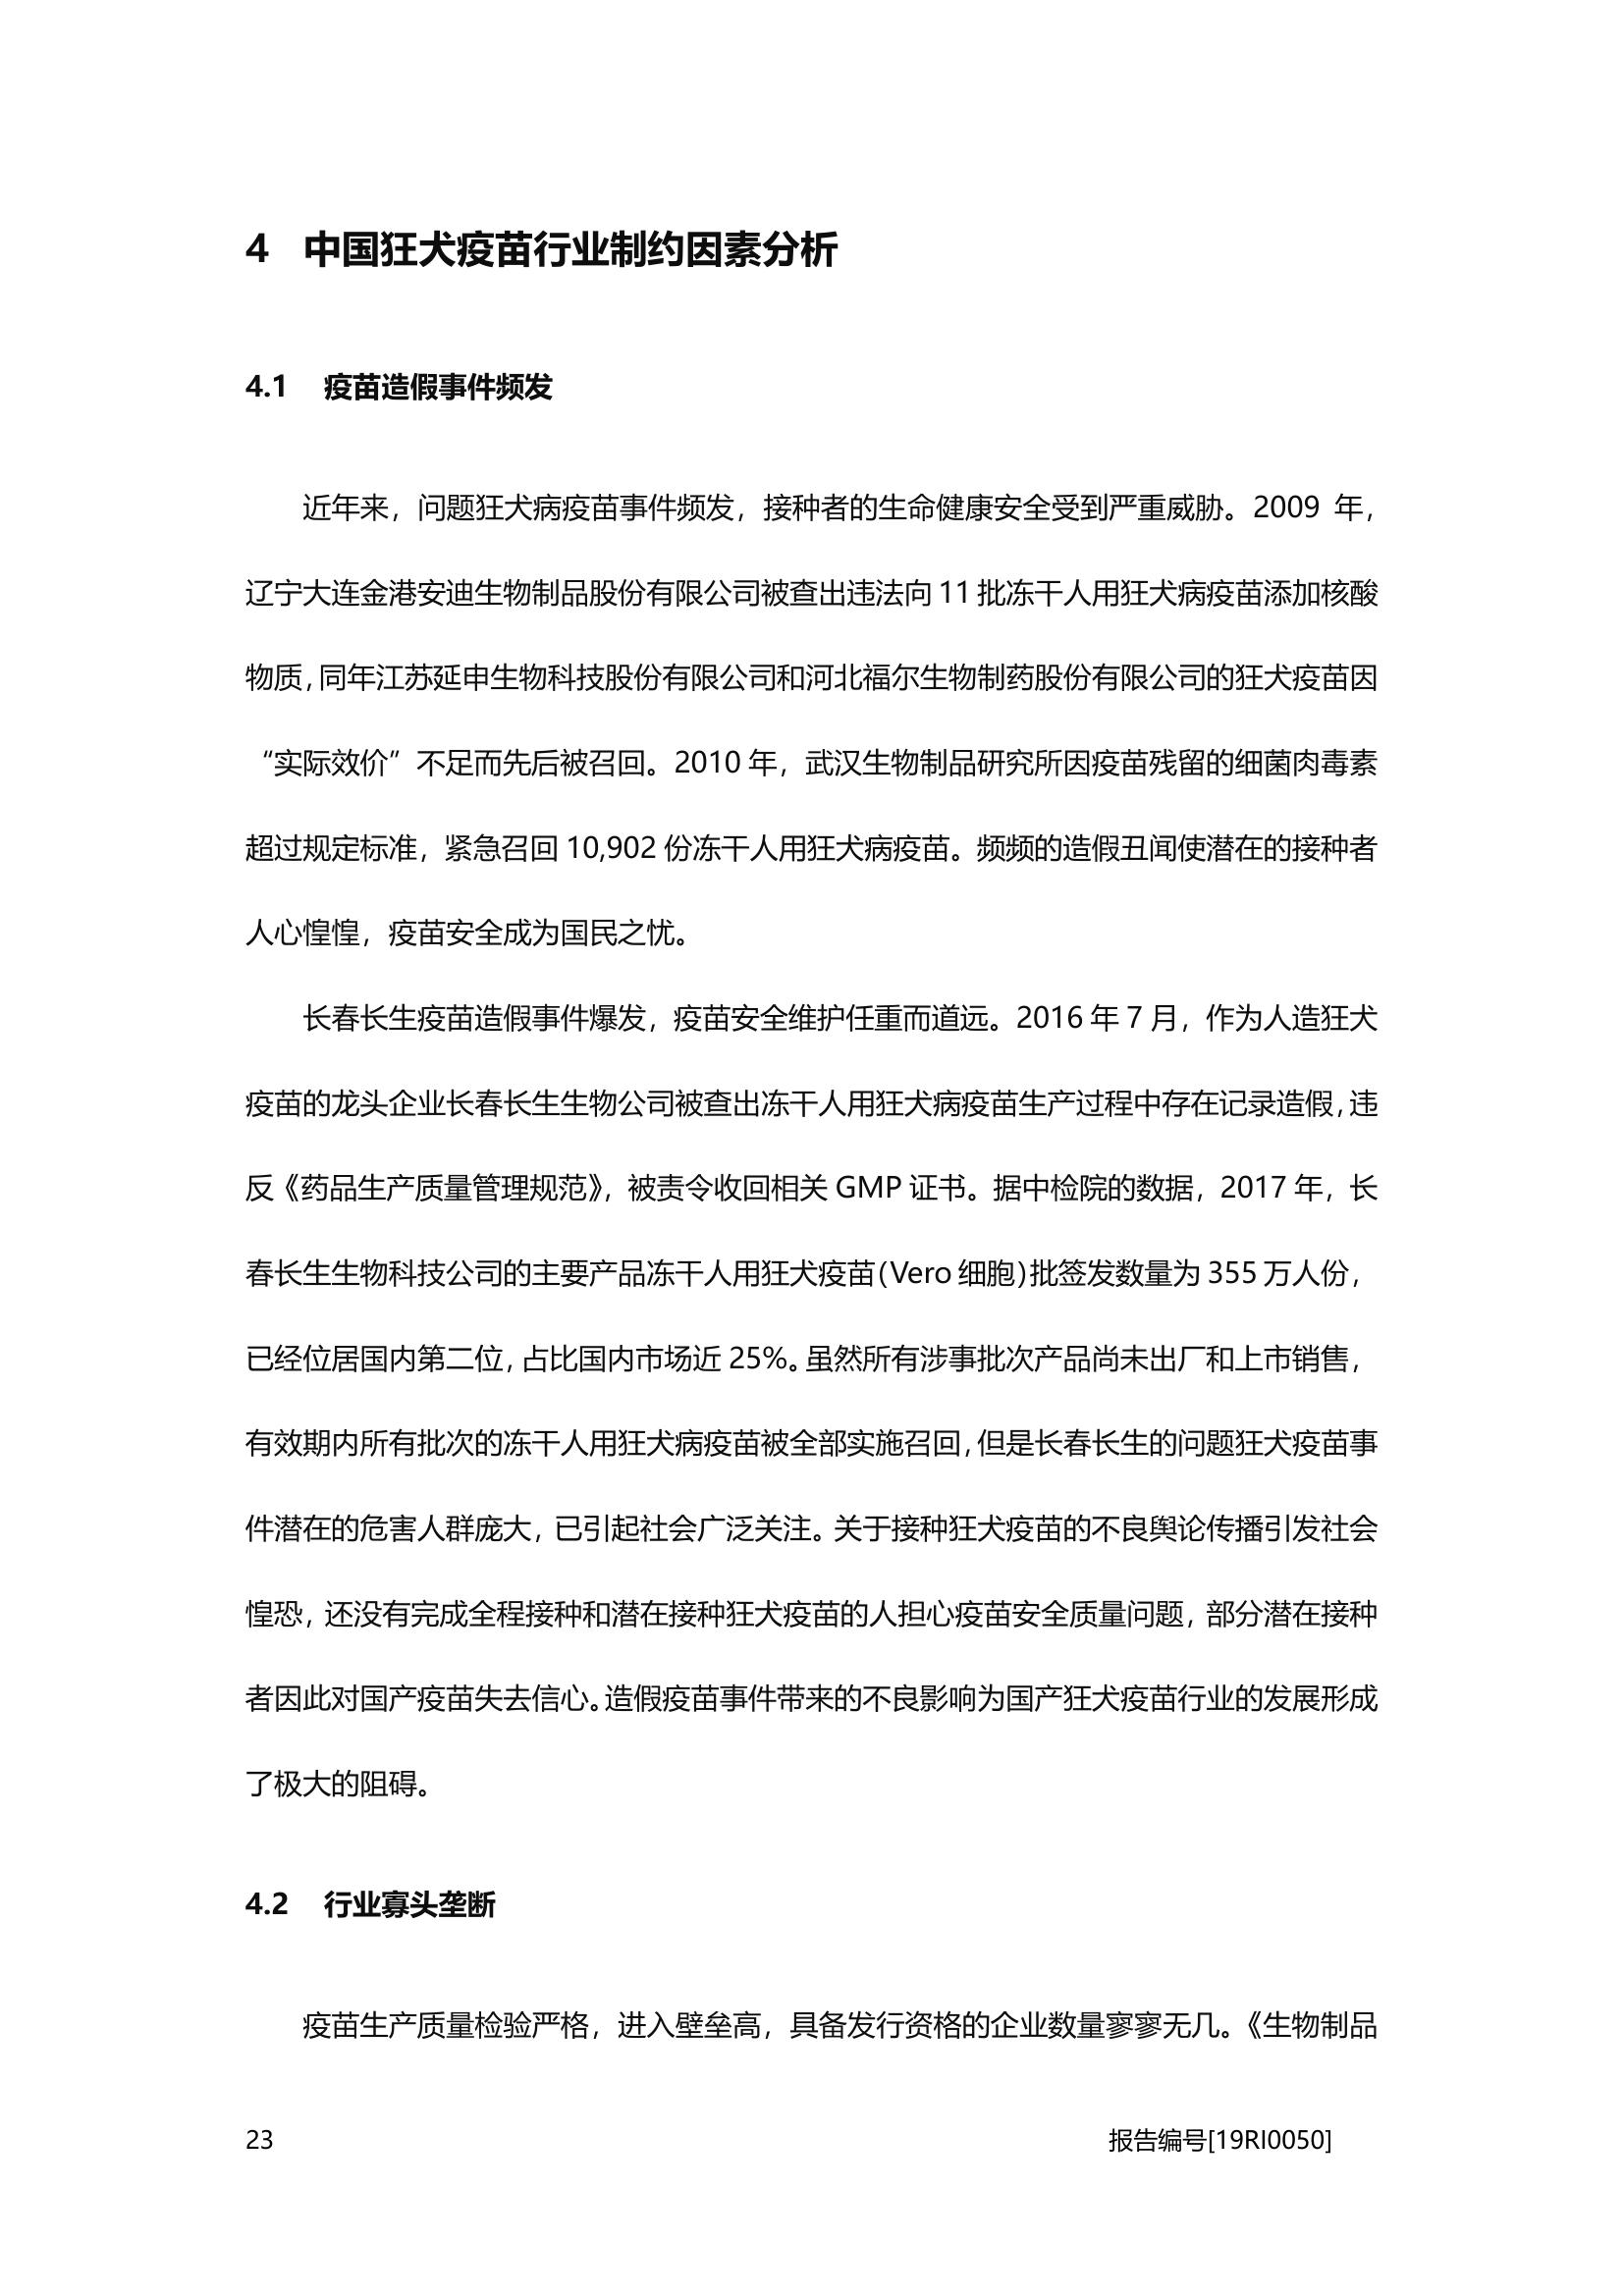 4 中国狂犬疫苗行业制约因素分析
4.1 疫苗造假事件频发
近年来，问题狂犬病疫苗事件频发，接种者的生命健康安全受到严重威胁。2009 年，
辽宁大连金港安迪生物制品股份有限公司被查出违法向 11 批冻干人用狂犬病疫苗添加核酸
物质，同年江苏延申生物科技股份有限公司和河北福尔生物制药股份有限公司的狂犬疫苗因
“实际效价”不足而先后被召回。2010 年，武汉生物制品研究所因疫苗残留的细菌肉毒素
超过规定标准，紧急召回 10,902 份冻干人用狂犬病疫苗。频频的造假丑闻使潜在的接种者
人心惶惶，疫苗安全成为国民之忧。
长春长生疫苗造假事件爆发，疫苗安全维护任重而道远。2016 年 7 月，作为人造狂犬
疫苗的龙头企业长春长生生物公司被查出冻干人用狂犬病疫苗生产过程中存在记录造假，违
反《药品生产质量管理规范》，被责令收回相关 GMP 证书。据中检院的数据，2017 年，长
春长生生物科技公司的主要产品冻干人用狂犬疫苗（Vero 细胞）批签发数量为 355 万人份，
已经位居国内第二位，占比国内市场近 25%。虽然所有涉事批次产品尚未出厂和上市销售，
有效期内所有批次的冻干人用狂犬病疫苗被全部实施召回，但是长春长生的问题狂犬疫苗事
件潜在的危害人群庞大，已引起社会广泛关注。关于接种狂犬疫苗的不良舆论传播引发社会
惶恐，还没有完成全程接种和潜在接种狂犬疫苗的人担心疫苗安全质量问题，部分潜在接种
者因此对国产疫苗失去信心。造假疫苗事件带来的不良影响为国产狂犬疫苗行业的发展形成
了极大的阻碍。
4.2 行业寡头垄断
疫苗生产质量检验严格，进入壁垒高，具备发行资格的企业数量寥寥无几。《生物制品
23 报告编号[19RI0050]